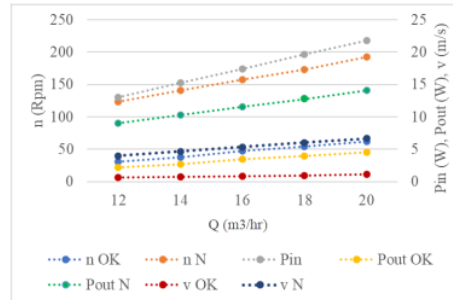 250 25
200 20
150 15
100 10
50 5
0 0
n (Rpm)
Pin (W), Pout (W), v (m/s)
12 14 16 18 20
Q (m3/hr)
n OK n N Pin Pout OK
Pout N v OK v N